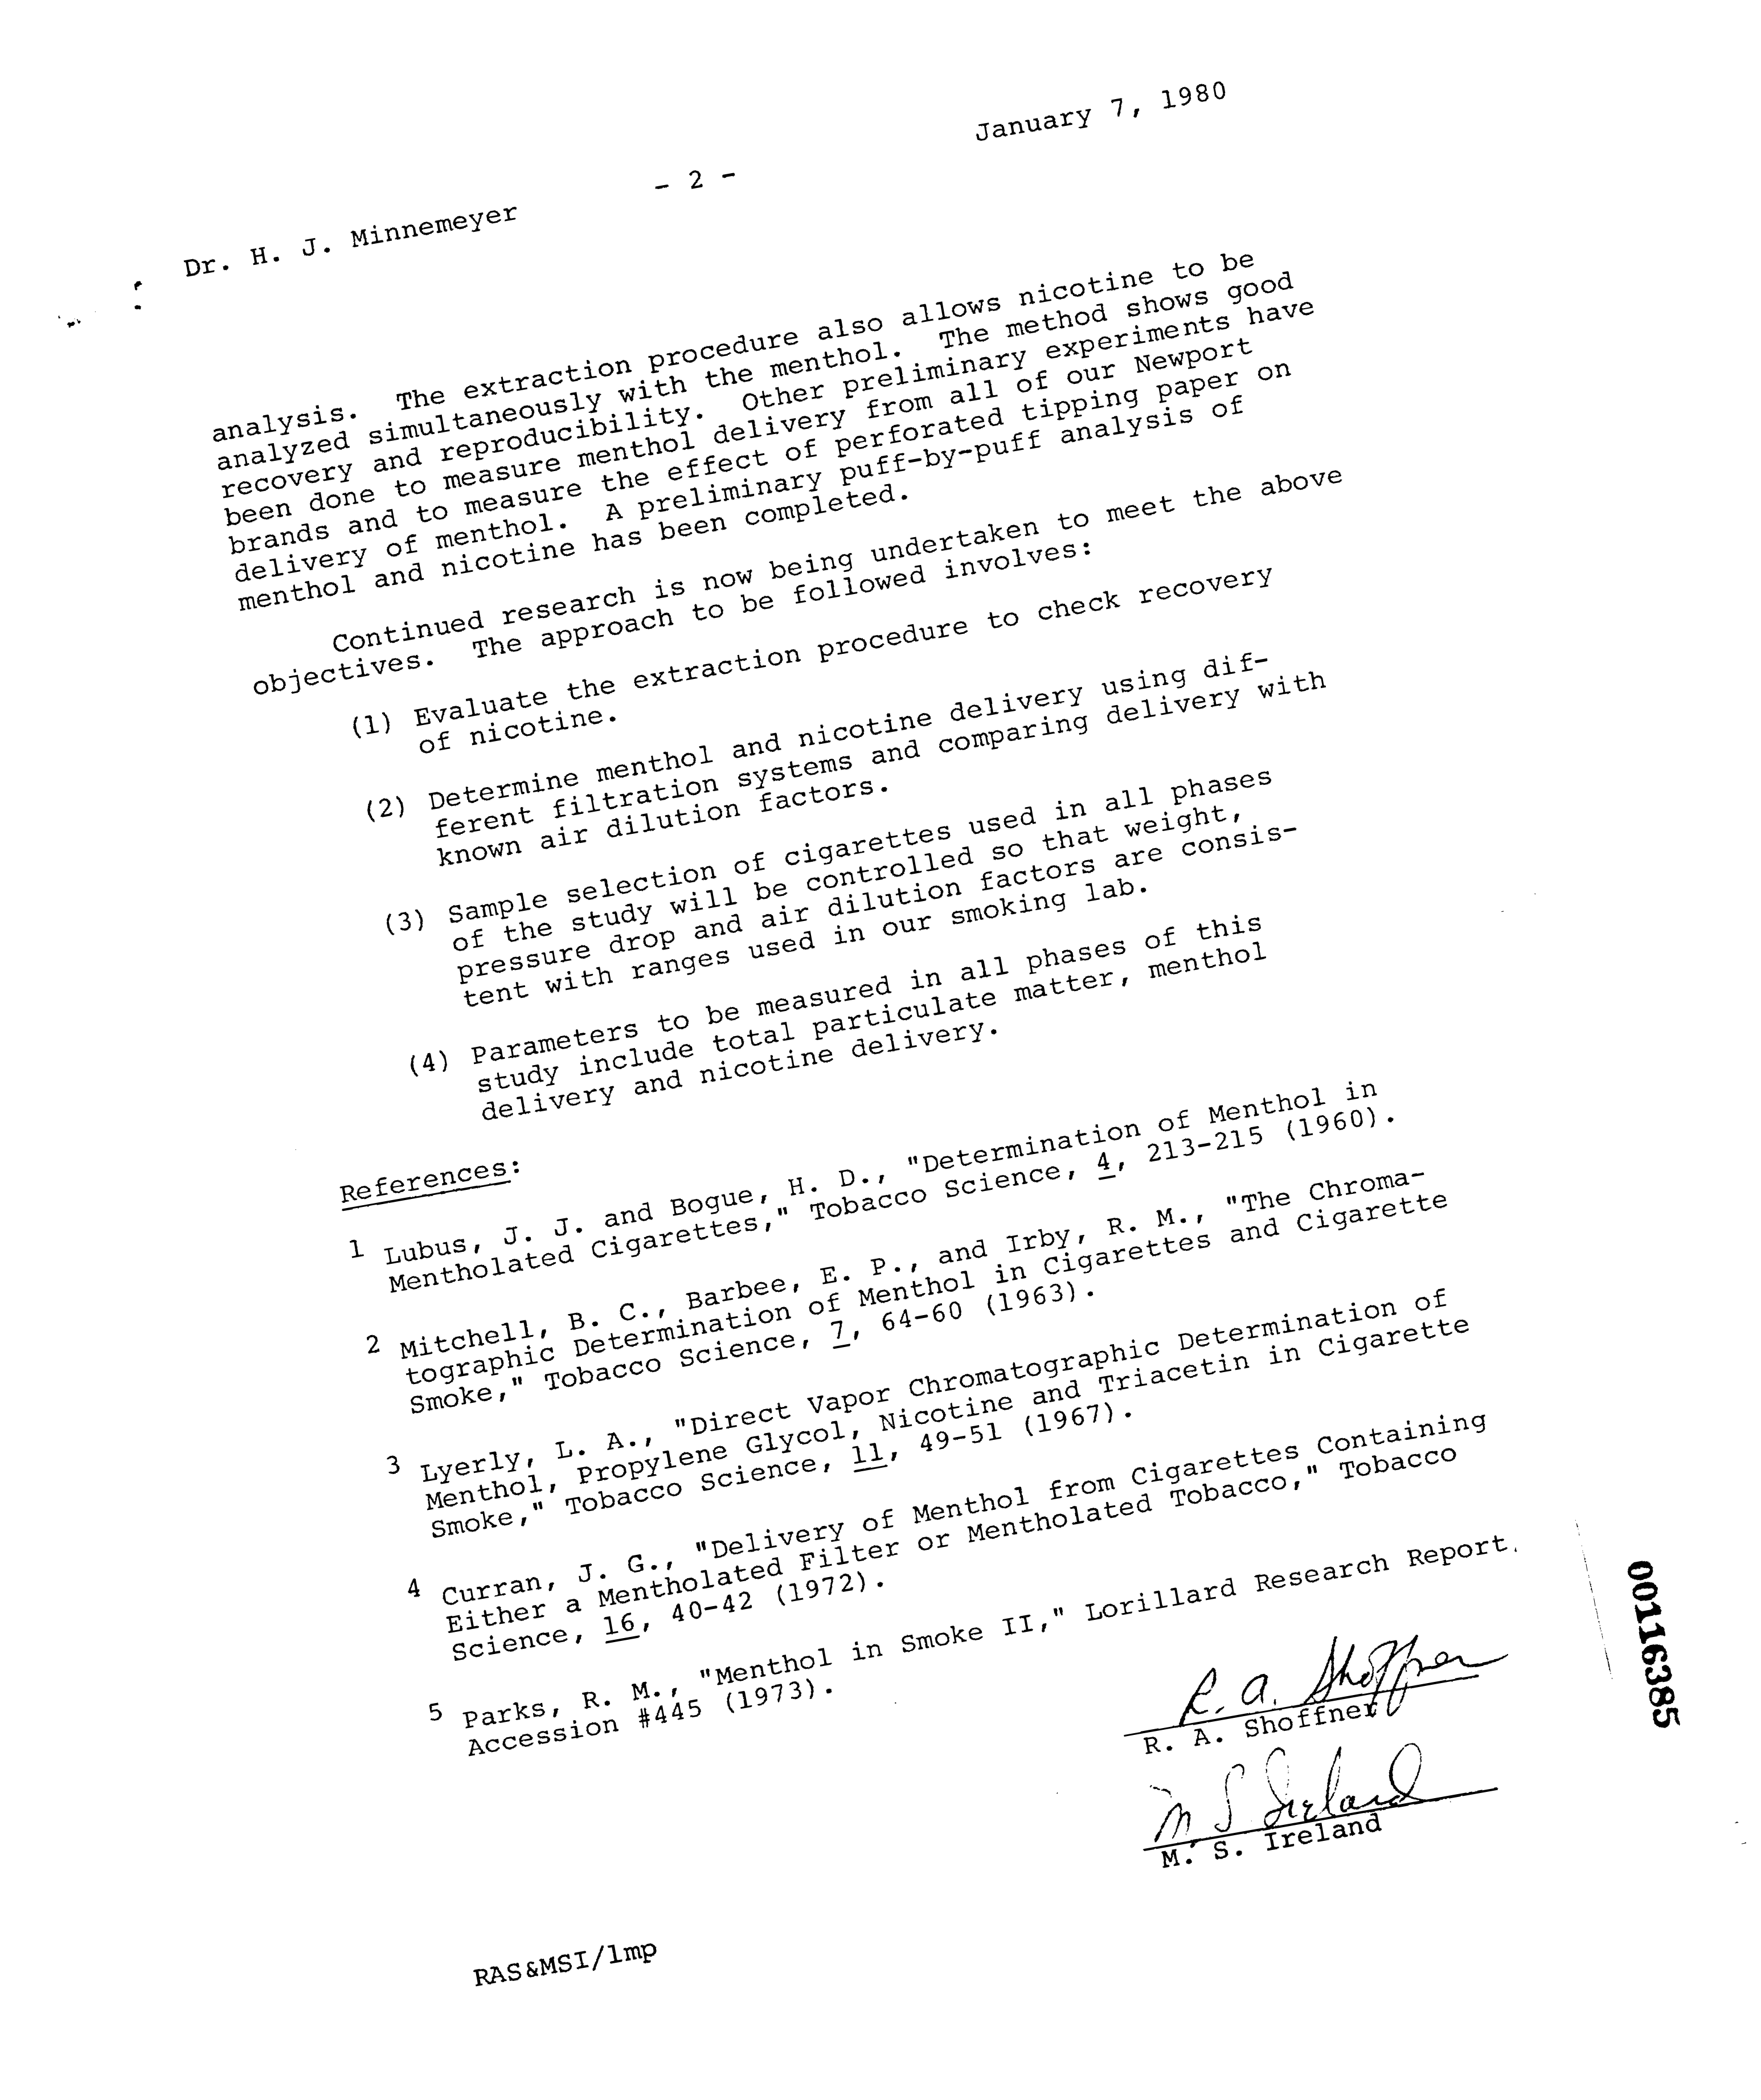 January 7, 1980
- 2 -
Dr. H. J. Minnemeyer
analysis. The extraction procedure also allows nicotine to be
analyzed simultaneously with the menthol. The method shows good
recovery and reproducibility. Other preliminary experiments have
been done to measure menthol delivery from all of our Newport
brands and to measure the effect of perforated tipping paper on
delivery of menthol. A preliminary puff-by-puff analysis of
menthol and nicotine has been completed.
Continued research is now being undertaken to meet the above
objectives. The approach to be followed involves:
(1) Evaluate the extraction procedure to check recovery
of nicotine.
(2) Determine menthol and nicotine delivery using dif-
ferent filtration systems and comparing delivery with
known air dilution factors.
(3) Sample selection of cigarettes used in all phases
of the study will be controlled so that weight,
pressure drop and air dilution factors are consis-
tent with ranges used in our smoking lab.
(4) Parameters to be measured in all phases of this
study include total particulate matter, menthol
delivery and nicotine delivery.
References:
1 Lubus, J. J. and Bogue, H. D., "Determination of Menthol in
Mentholated Cigarettes," Tobacco Science, 4, 213-215 (1960).
2 Mitchell, B. C., Barbee, E. P., and Irby, R. M., "The Chroma-
tographic Determination of Menthol in Cigarettes and Cigarette
Smoke," Tobacco Science, 7, 64-60 (1963).
3 Lyerly, L. A., "Direct Vapor Chromatographic Determination of
Menthol, Propylene Glycol, Nicotine and Triacetin in Cigarette
Smoke," Tobacco Science, 11, 49-51 (1967).
4 Curran, J. G., "Delivery of Menthol from Cigarettes Containing
Either a Mentholated Filter or Mentholated Tobacco," Tobacco
Science, 16, 40-42 (1972).
5 Parks, R. M., "Menthol in Smoke II," Lorillard Research Report.
Accession #445 (1973).
R. A. Shoffner
R. A. Shoffner
M S Ireland
M. S. Ireland
RAS&MSI/lmp
00116385